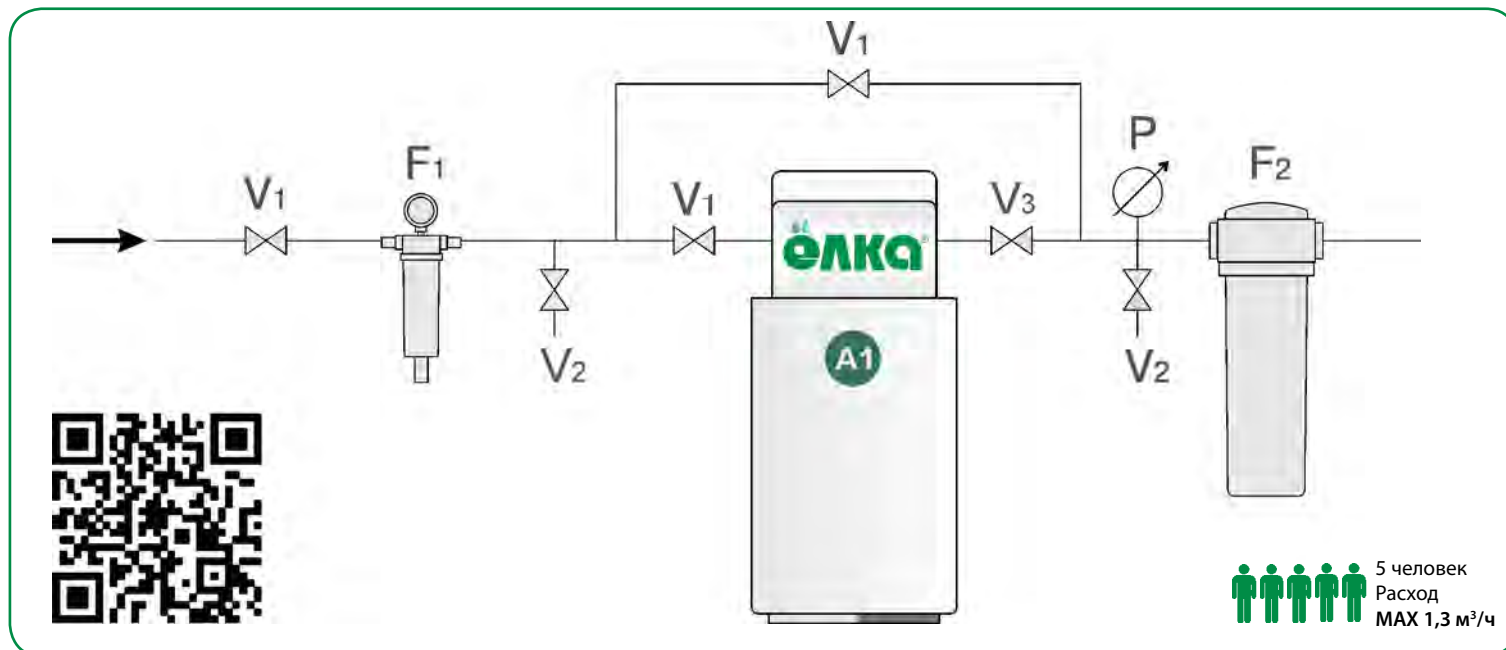 V1
P
F1
F2
V1
V1
V3
ёлка®
A1
V2
V2
5 человек
Расход
MAX 1,3 м³/ч